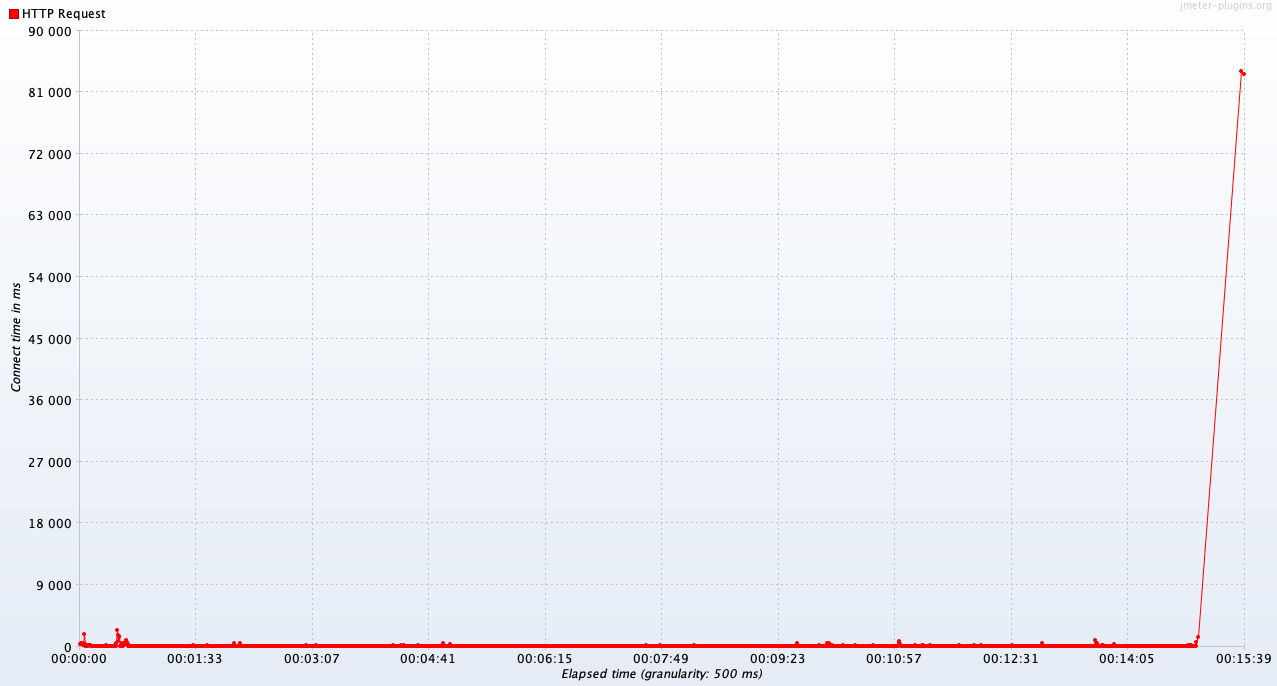 jmeter-plugins.org
HTTP Request
90 000
81 000
72 000
63 000
54 000
45 000
36 000
27 000
18 000
9 000
0
Connect time in ms
00:00:00 00:01:33 00:03:07 00:04:41 00:06:15 00:07:49 00:09:23 00:10:57 00:12:31 00:14:05 00:15:39
Elapsed time (granularity: 500 ms)